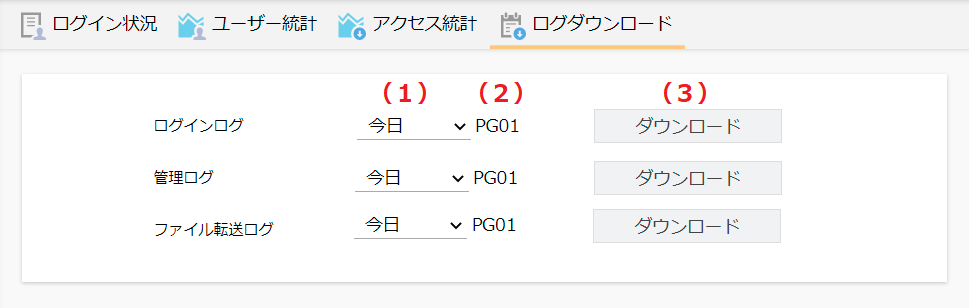 ログイン状況 ユーザー統計 アクセス統計 ログダウンロード
（1） （2） （3）
ログインログ 今日 PG01 ダウンロード
管理ログ 今日 PG01 ダウンロード
ファイル転送ログ 今日 PG01 ダウンロード